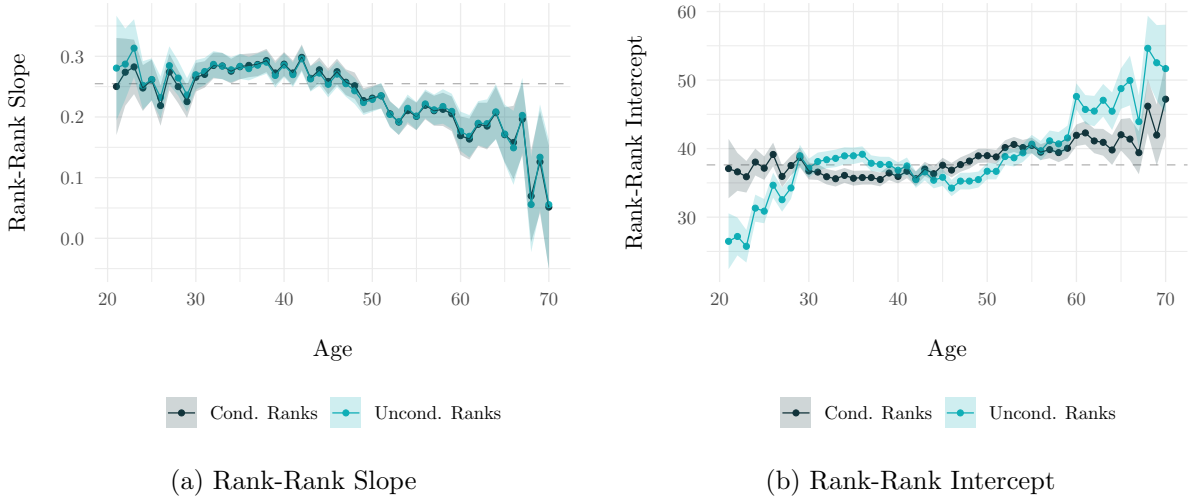 Rank-Rank Slope
0.3
0.2
0.1
0.0
20 30 40 50 60 70
Age
Cond. Ranks Uncond. Ranks
(a) Rank-Rank Slope
Rank-Rank Intercept
60
50
40
30
20 30 40 50 60 70
Age
Cond. Ranks Uncond. Ranks
(b) Rank-Rank Intercept